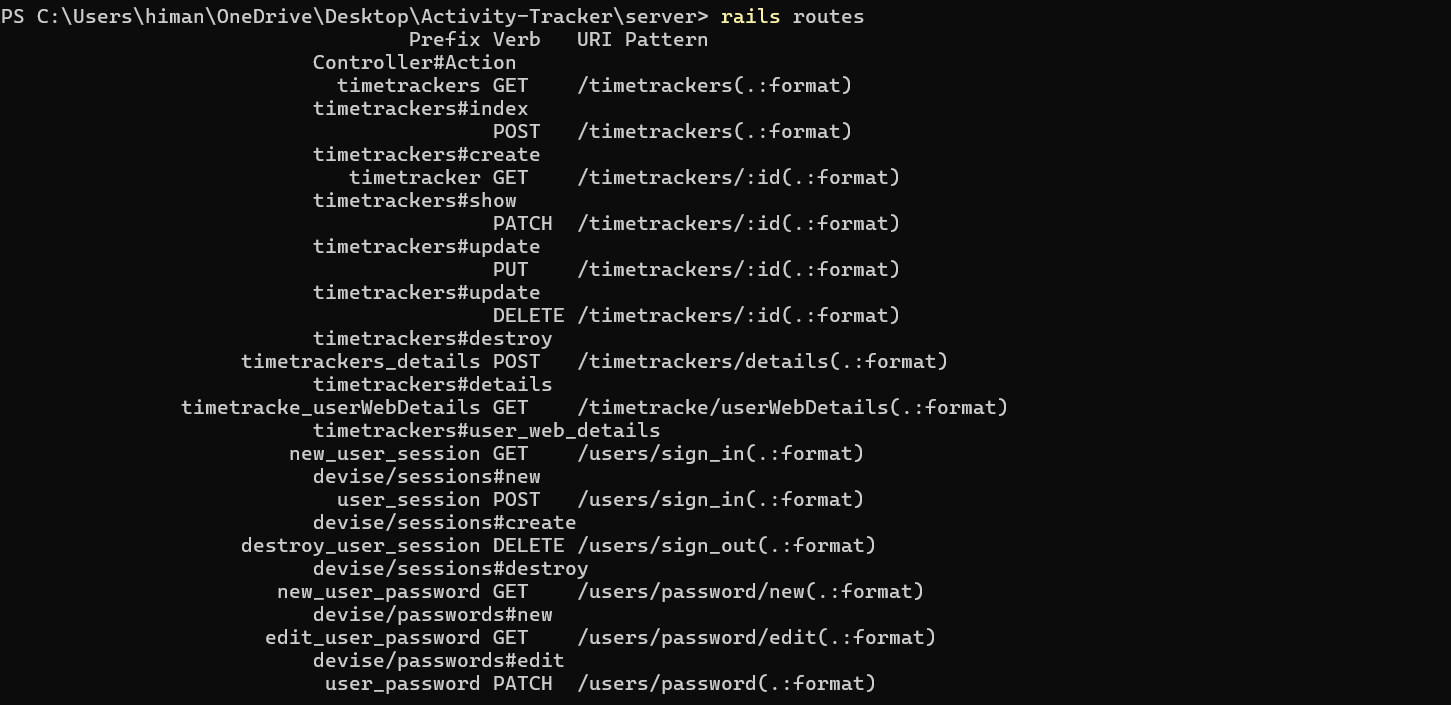 PS C:\Users\himan\OneDrive\Desktop\Activity-Tracker\server> rails routes
Prefix Verb   URI Pattern
Controller#Action
timetrackers GET    /timetrackers(.:format)
timetrackers#index
POST   /timetrackers(.:format)
timetrackers#create
timetracker GET    /timetrackers/:id(.:format)
timetrackers#show
PATCH  /timetrackers/:id(.:format)
timetrackers#update
PUT    /timetrackers/:id(.:format)
timetrackers#update
DELETE /timetrackers/:id(.:format)
timetrackers#destroy
timetrackers_details POST   /timetrackers/details(.:format)
timetrackers#details
timetracke_userWebDetails GET    /timetracke/userWebDetails(.:format)
timetrackers#user_web_details
new_user_session GET    /users/sign_in(.:format)
devise/sessions#new
user_session POST   /users/sign_in(.:format)
devise/sessions#create
destroy_user_session DELETE /users/sign_out(.:format)
devise/sessions#destroy
new_user_password GET    /users/password/new(.:format)
devise/passwords#new
edit_user_password GET    /users/password/edit(.:format)
devise/passwords#edit
user_password PATCH  /users/password(.:format)